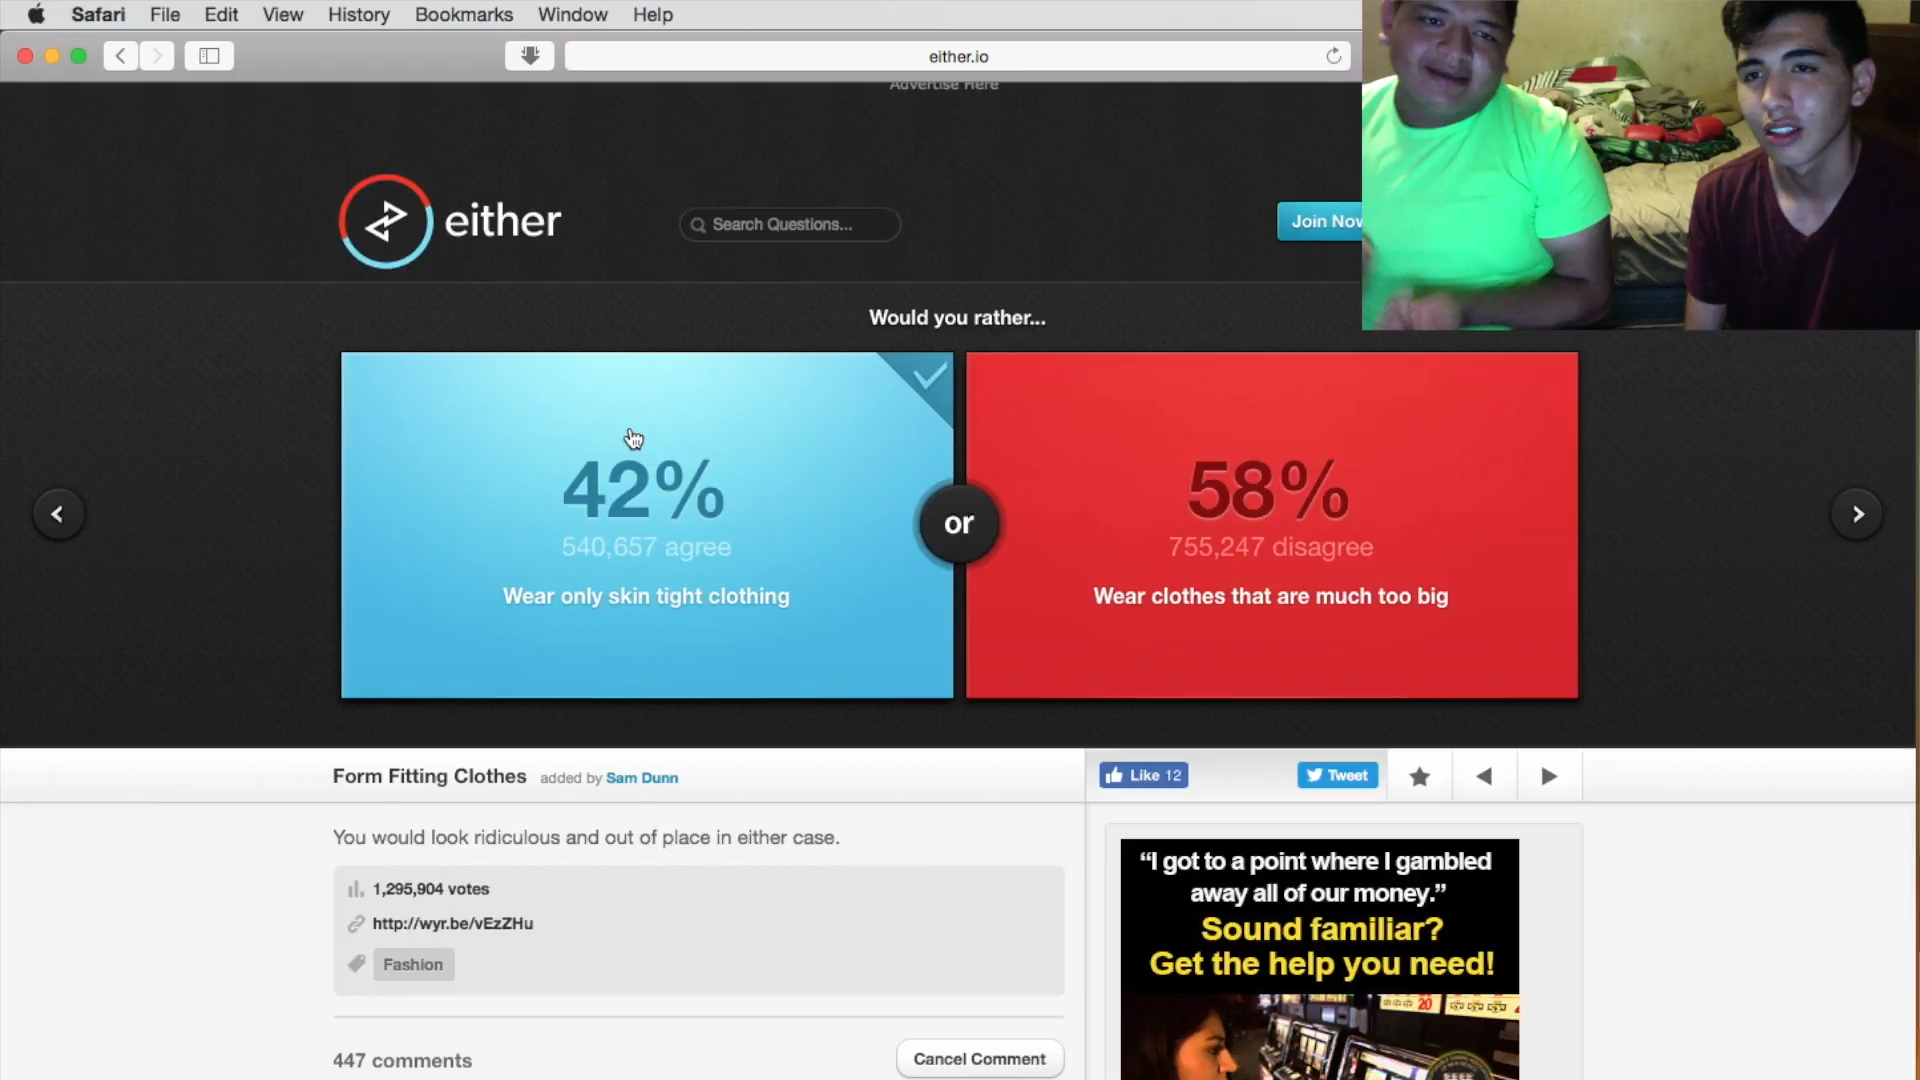 Safari File Edit View History Bookmarks Window Help
either.io
Advertise Here
either
Search Questions...
Join Now
Would you rather...
42%
540,657 agree
Wear only skin tight clothing
or
58%
755,247 disagree
Wear clothes that are much too big
Form Fitting Clothes added by Sam Dunn
Like 12
Tweet
You would look ridiculous and out of place in either case.
1,295,904 votes
http://wyr.be/vEzZHu
Fashion
447 comments
Cancel Comment
“I got to a point where I gambled
away all of our money.”
Sound familiar?
Get the help you need!
20